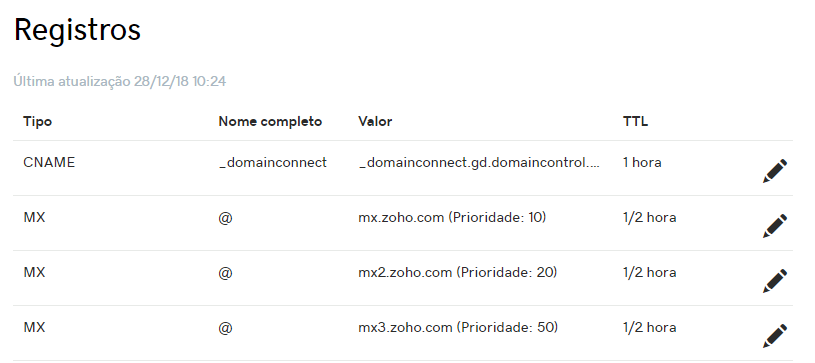 Registros
Última atualização 28/12/18 10:24
Tipo Nome completo Valor TTL
CNAME _domainconnect _domainconnect.gd.domaincontrol.... 1 hora
MX @ mx.zoho.com (Prioridade: 10) 1/2 hora
MX @ mx2.zoho.com (Prioridade: 20) 1/2 hora
MX @ mx3.zoho.com (Prioridade: 50) 1/2 hora